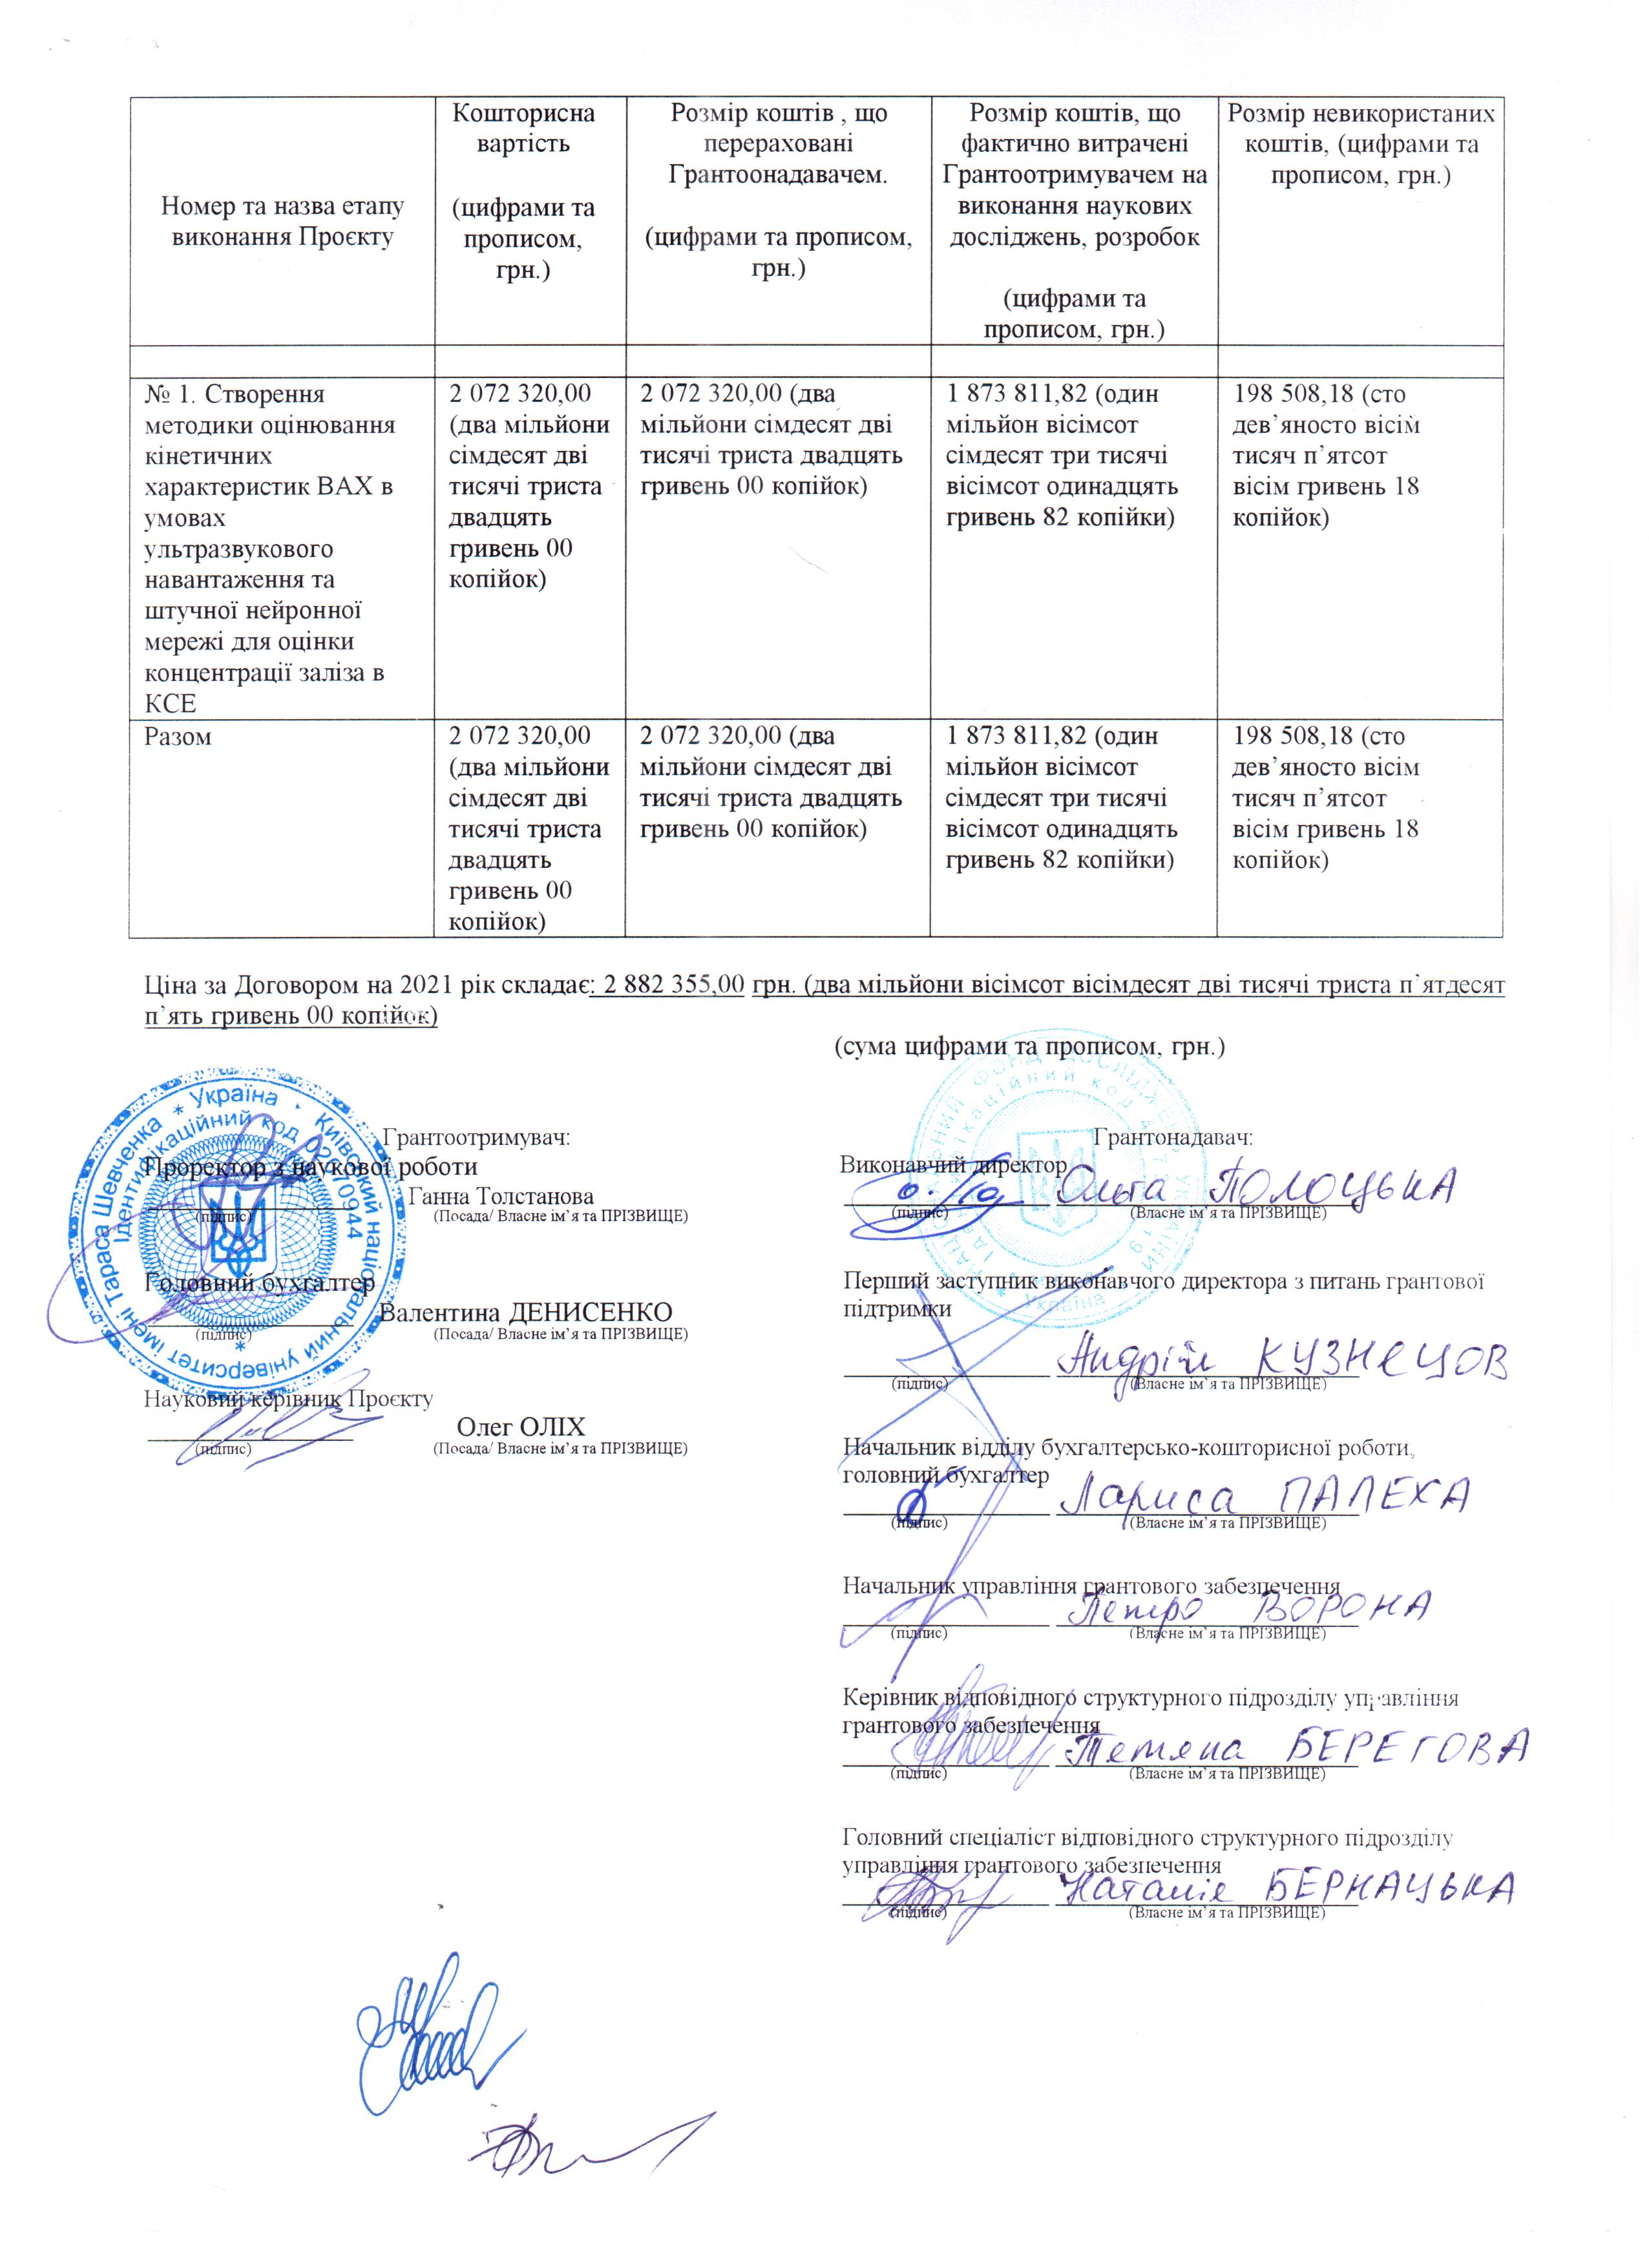 Номер та назва етапу
виконання Проєкту
Кошторисна
вартість
(цифрами та
прописом,
грн.)
Розмір коштів , що
перераховані
Грантоонадавачем.
(цифрами та прописом,
грн.)
Розмір коштів, що
фактично витрачені
Грантоотримувачем на
виконання наукових
досліджень, розробок
(цифрами та
прописом, грн.)
Розмір невикористаних
коштів, (цифрами та
прописом, грн.)
№ 1. Створення
методики оцінювання
кінетичних
характеристик ВАХ в
умовах
ультразвукового
навантаження та
штучної нейронної
мережі для оцінки
концентрації заліза в
КСЕ
2 072 320,00
(два мільйони
сімдесят дві
тисячі триста
двадцять
гривень 00
копійок)
2 072 320,00 (два
мільйони сімдесят дві
тисячі триста двадцять
гривень 00 копійок)
1 873 811,82 (один
мільйон вісімсот
сімдесят три тисячі
вісімсот одинадцять
гривень 82 копійки)
198 508,18 (сто
дев’яносто вісім
тисяч п’ятсот
вісім гривень 18
копійок)
Разом
2 072 320,00
(два мільйони
сімдесят дві
тисячі триста
двадцять
гривень 00
копійок)
2 072 320,00 (два
мільйони сімдесят дві
тисячі триста двадцять
гривень 00 копійок)
1 873 811,82 (один
мільйон вісімсот
сімдесят три тисячі
вісімсот одинадцять
гривень 82 копійки)
198 508,18 (сто
дев’яносто вісім
тисяч п’ятсот
вісім гривень 18
копійок)
Ціна за Договором на 2021 рік складає: 2 882 355,00 грн. (два мільйони вісімсот вісімдесят дві тисячі триста п’ятдесят
п’ять гривень 00 копійок)
(сума цифрами та прописом, грн.)
Грантоотримувач:
Проректор з наукової роботи
Ганна Толстанова
(підпис) (Посада/ Власне ім’я та ПРІЗВИЩЕ)
Головний бухгалтер
Валентина ДЕНИСЕНКО
(підпис) (Посада/ Власне ім’я та ПРІЗВИЩЕ)
Науковий керівник Проєкту
Олег ОЛІХ
(підпис) (Посада/ Власне ім’я та ПРІЗВИЩЕ)
* Україна * Київський національний університет імені Тараса Шевченка
Ідентифікаційний код 02070944
Грантонадавач:
Виконавчий директор
Ольга ПОЛОЦЬКА
(підпис) (Власне ім’я та ПРІЗВИЩЕ)
Перший заступник виконавчого директора з питань грантової
підтримки
Андрій КУЗНЄЦОВ
(підпис) (Власне ім’я та ПРІЗВИЩЕ)
Начальник відділу бухгалтерсько-кошторисної роботи,
головний бухгалтер
Лариса ПАЛЕХА
(підпис) (Власне ім’я та ПРІЗВИЩЕ)
Начальник управління грантового забезпечення
Петро ВОРОНА
(підпис) (Власне ім’я та ПРІЗВИЩЕ)
Керівник відповідного структурного підрозділу управління
грантового забезпечення
Тетяна БЕРЕГОВА
(підпис) (Власне ім’я та ПРІЗВИЩЕ)
Головний спеціаліст відповідного структурного підрозділу
управління грантового забезпечення
Наталія БЕРНАЦЬКА
(підпис) (Власне ім’я та ПРІЗВИЩЕ)